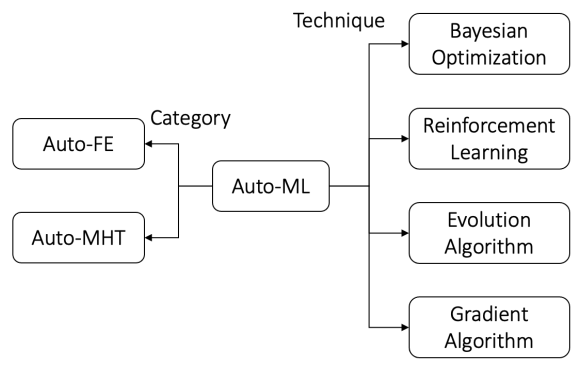 Technique
Bayesian
Optimization
Category
Reinforcement
Learning
Auto-FE
Auto-ML
Auto-MHT
Evolution
Algorithm
Gradient
Algorithm